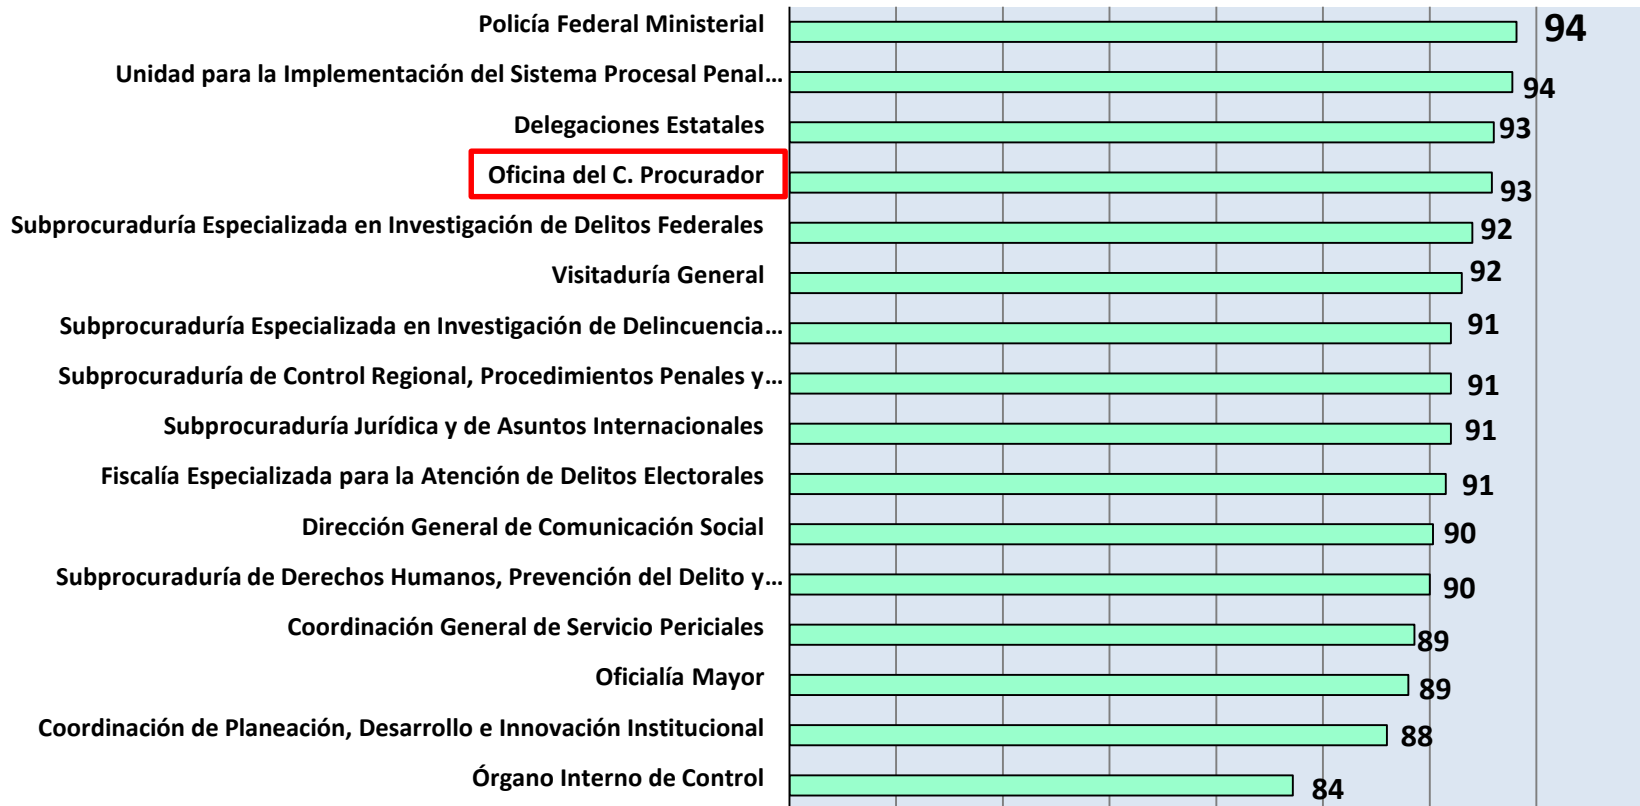 Policía Federal Ministerial 94
Unidad para la Implementación del Sistema Procesal Penal... 94
Delegaciones Estatales 93
Oficina del C. Procurador 93
Subprocuraduría Especializada en Investigación de Delitos Federales 92
Visitaduría General 92
Subprocuraduría Especializada en Investigación de Delincuencia... 91
Subprocuraduría de Control Regional, Procedimientos Penales y... 91
Subprocuraduría Jurídica y de Asuntos Internacionales 91
Fiscalía Especializada para la Atención de Delitos Electorales 91
Dirección General de Comunicación Social 90
Subprocuraduría de Derechos Humanos, Prevención del Delito y... 90
Coordinación General de Servicio Periciales 89
Oficialía Mayor 89
Coordinación de Planeación, Desarrollo e Innovación Institucional 88
Órgano Interno de Control 84